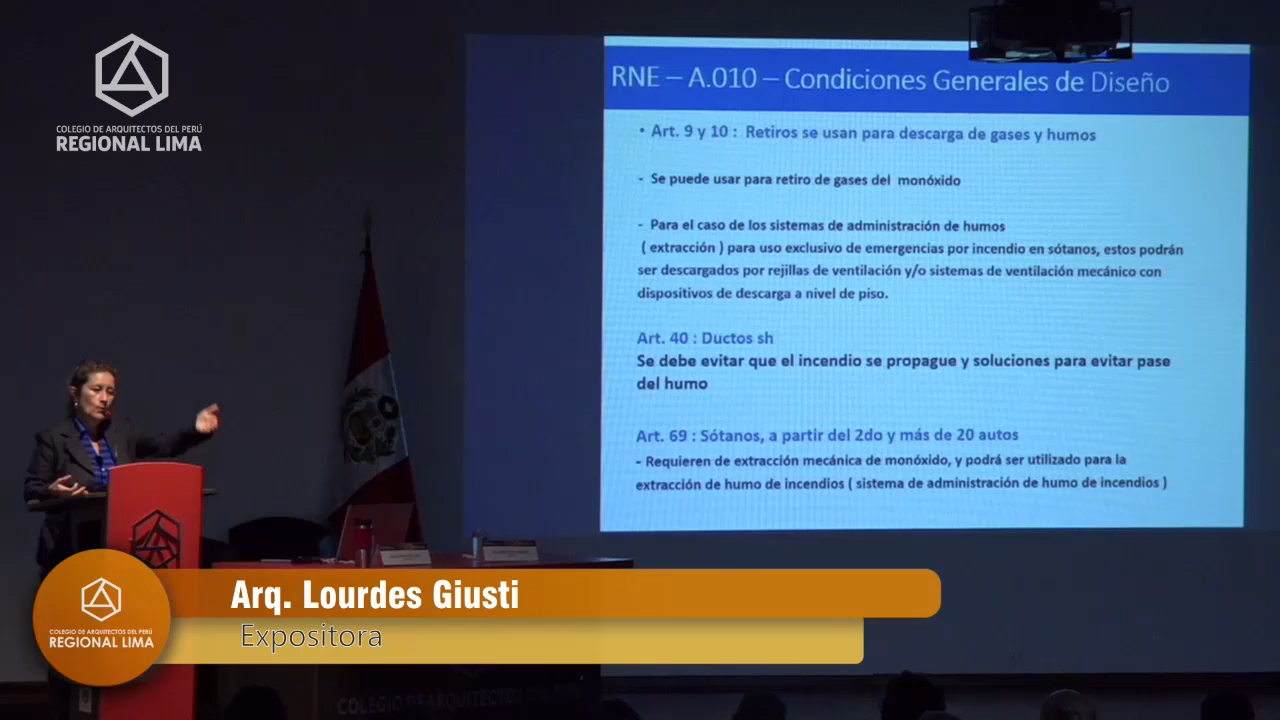 COLEGIO DE ARQUITECTOS DEL PERÚ
REGIONAL LIMA
RNE – A.010 – Condiciones Generales de Diseño
• Art. 9 y 10 : Retiros se usan para descarga de gases y humos
- Se puede usar para retiro de gases del monóxido
- Para el caso de los sistemas de administración de humos
( extracción ) para uso exclusivo de emergencias por incendio en sótanos, estos podrán
ser descargados por rejillas de ventilación y/o sistemas de ventilación mecánico con
dispositivos de descarga a nivel de piso.
Art. 40 : Ductos sh
Se debe evitar que el incendio se propague y soluciones para evitar pase
del humo
Art. 69 : Sótanos, a partir del 2do y más de 20 autos
- Requieren de extracción mecánica de monóxido, y podrá ser utilizado para la
extracción de humo de incendios ( sistema de administración de humo de incendios )
Arq. Lourdes Giusti
Expositora
COLEGIO DE ARQUITECTOS DEL PERÚ
REGIONAL LIMA
COLEGIO DE ARQUITECTOS DEL